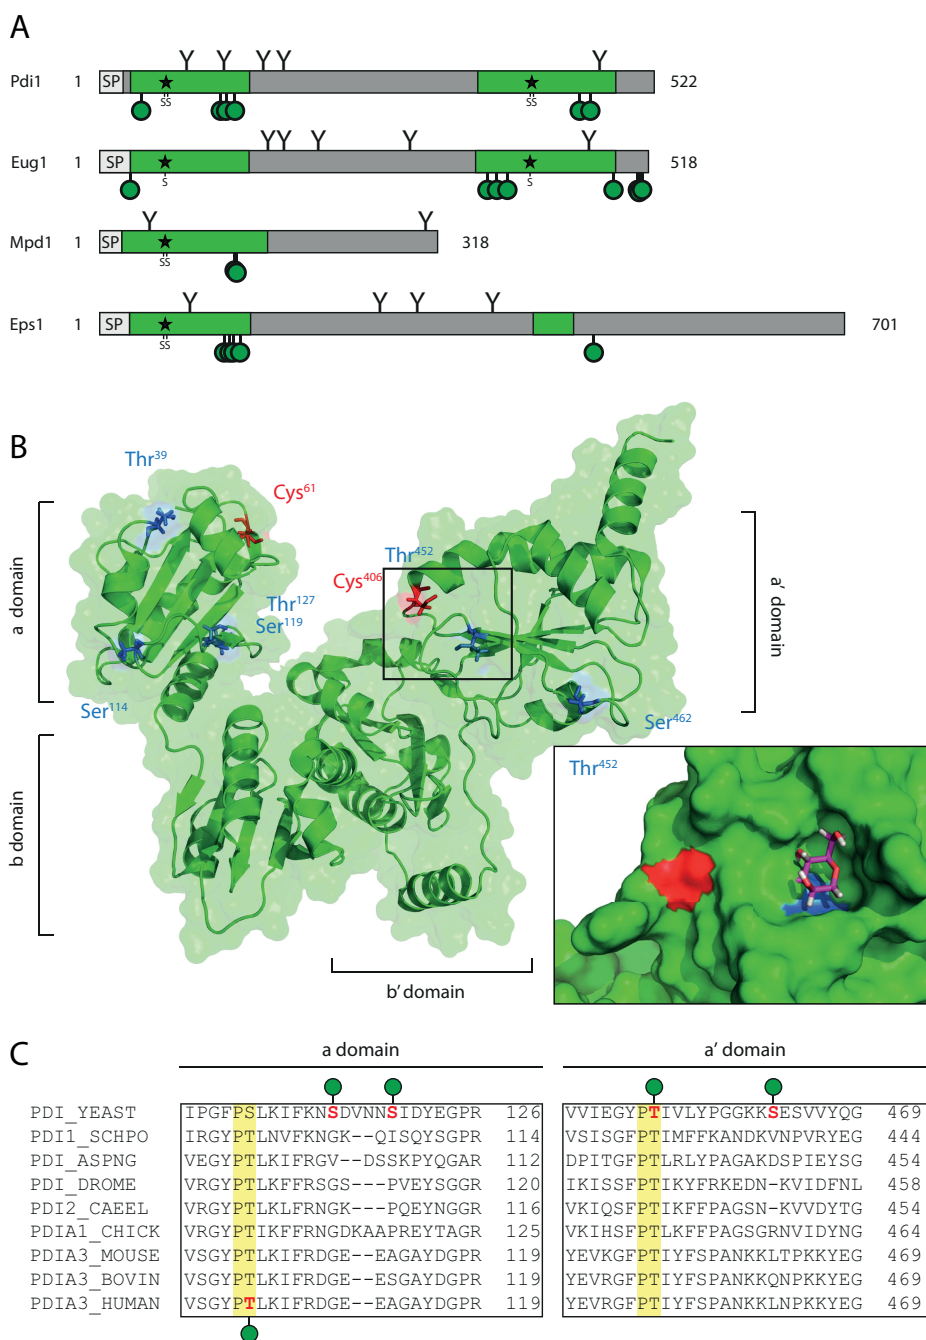 A
Pdi1 1 SP SS SS 522
Eug1 1 SP S S 518
Mpd1 1 SP SS 318
Eps1 1 SP SS 701
B
Thr39
Cys61
Thr452
Cys406
Thr127
Ser119
Ser114
Ser462
a domain
b domain
a' domain
b' domain
Thr452
C
a domain a' domain
PDI_YEAST IPGFPSLKIFKNSDVNNSIDYEGPR 126 VVIEGYPTIVLYPGGKKSESVVYQG 469
PDI1_SCHPO IRGYPTLNVFKNGK--QISQYSGPR 114 VSISGFPTIMFFKANDKVNPVRYEG 444
PDI_ASPNG VEGYPTLKIFRGV--DSSKPYQGAR 112 DPITGFPTLRLYPAGAKDSPIEYSG 454
PDI_DROME VRGYPTLKFFRSGS---PVEYSGGR 120 IKISSFPTIKYFRKEDN-KVIDFNL 458
PDI2_CAEEL VRGYPTLKLFRNGK---PQEYNGGR 116 VKIQSFPTIKFFPAGSN-KVVDYTG 454
PDIA1_CHICK VRGYPTIKFFRNGDKAAPREYTAGR 125 VKIHSFPTLKFFPAGSGRNVIDYNG 464
PDIA3_MOUSE VSGYPTLKIFRDGE--EAGAYDGPR 119 YEVKGFPTIYFSPANKKLTPKKYEG 469
PDIA3_BOVIN VSGYPTLKIFRDGE--ESGAYDGPR 119 YEVRGFPTIYFSPANKKQNPKKYEG 469
PDIA3_HUMAN VSGYPTLKIFRDGE--EAGAYDGPR 119 YEVRGFPTIYFSPANKKLNPKKYEG 469